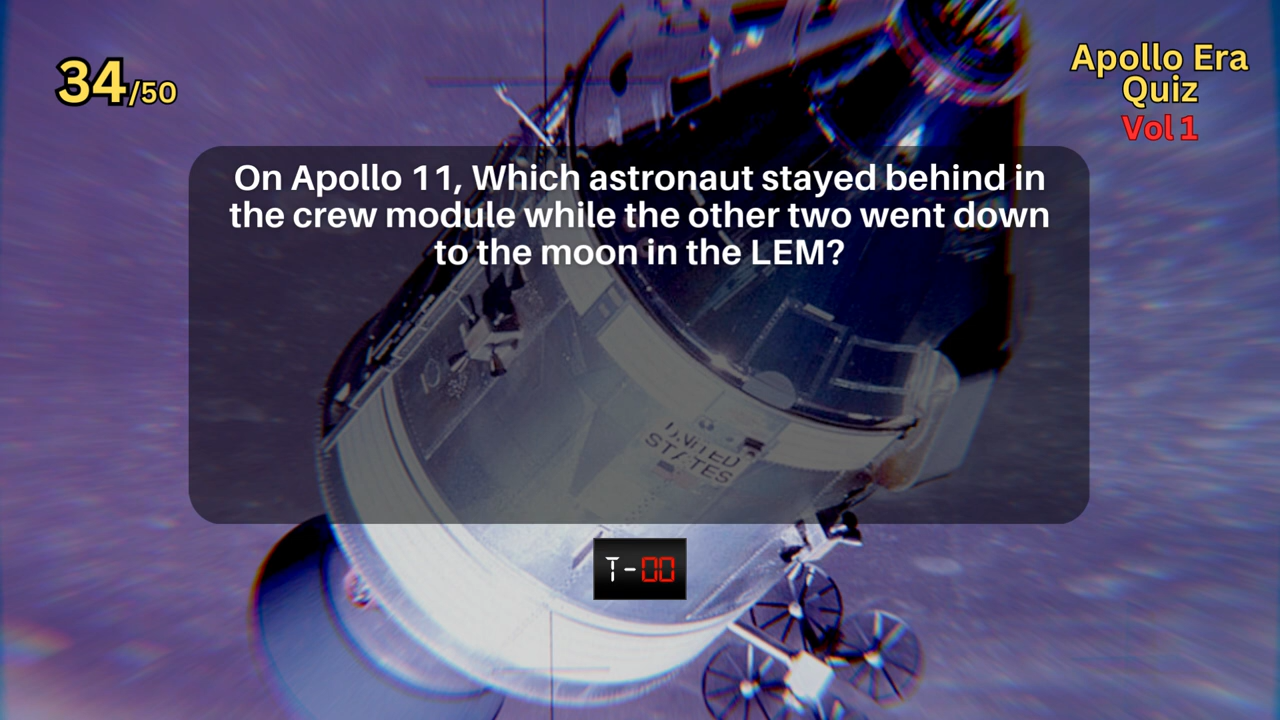 34/50
Apollo Era
Quiz
Vol 1
On Apollo 11, Which astronaut stayed behind in
the crew module while the other two went down
to the moon in the LEM?
UNITED
STATES
T-00